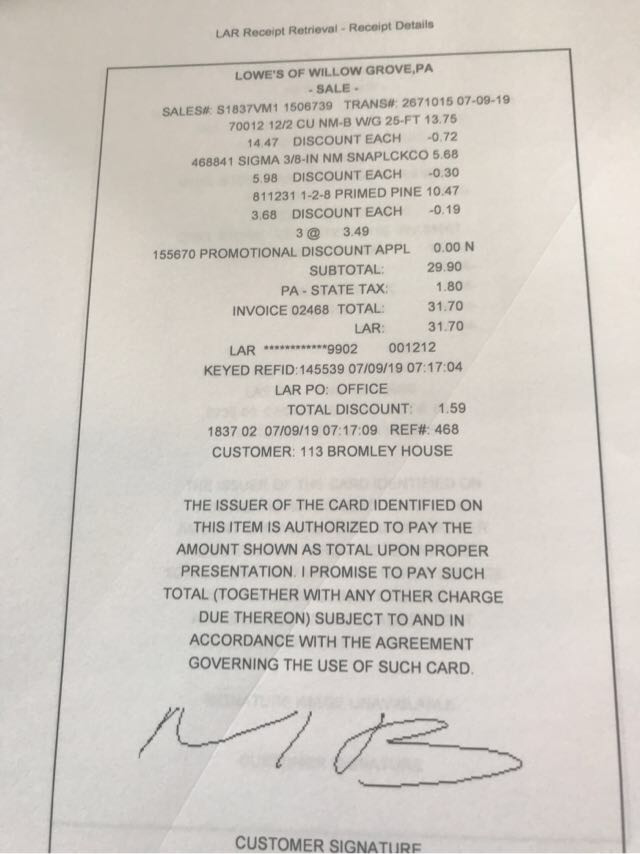 LAR Receipt Retrieval - Receipt Details
LOWE'S OF WILLOW GROVE,PA
- SALE -
SALES#: S1837VM1 1506739 TRANS#: 2671015 07-09-19
70012 12/2 CU NM-B W/G 25-FT 13.75
14.47 DISCOUNT EACH -0.72
468841 SIGMA 3/8-IN NM SNAPLCKCO 5.68
5.98 DISCOUNT EACH -0.30
811231 1-2-8 PRIMED PINE 10.47
3.68 DISCOUNT EACH -0.19
3 @ 3.49
155670 PROMOTIONAL DISCOUNT APPL 0.00 N
SUBTOTAL: 29.90
PA - STATE TAX: 1.80
INVOICE 02468 TOTAL: 31.70
LAR: 31.70
LAR ************9902 001212
KEYED REFID:145539 07/09/19 07:17:04
LAR PO: OFFICE
TOTAL DISCOUNT: 1.59
1837 02 07/09/19 07:17:09 REF#: 468
CUSTOMER: 113 BROMLEY HOUSE
THE ISSUER OF THE CARD IDENTIFIED ON
THIS ITEM IS AUTHORIZED TO PAY THE
AMOUNT SHOWN AS TOTAL UPON PROPER
PRESENTATION. I PROMISE TO PAY SUCH
TOTAL (TOGETHER WITH ANY OTHER CHARGE
DUE THEREON) SUBJECT TO AND IN
ACCORDANCE WITH THE AGREEMENT
GOVERNING THE USE OF SUCH CARD.
CUSTOMER SIGNATURE